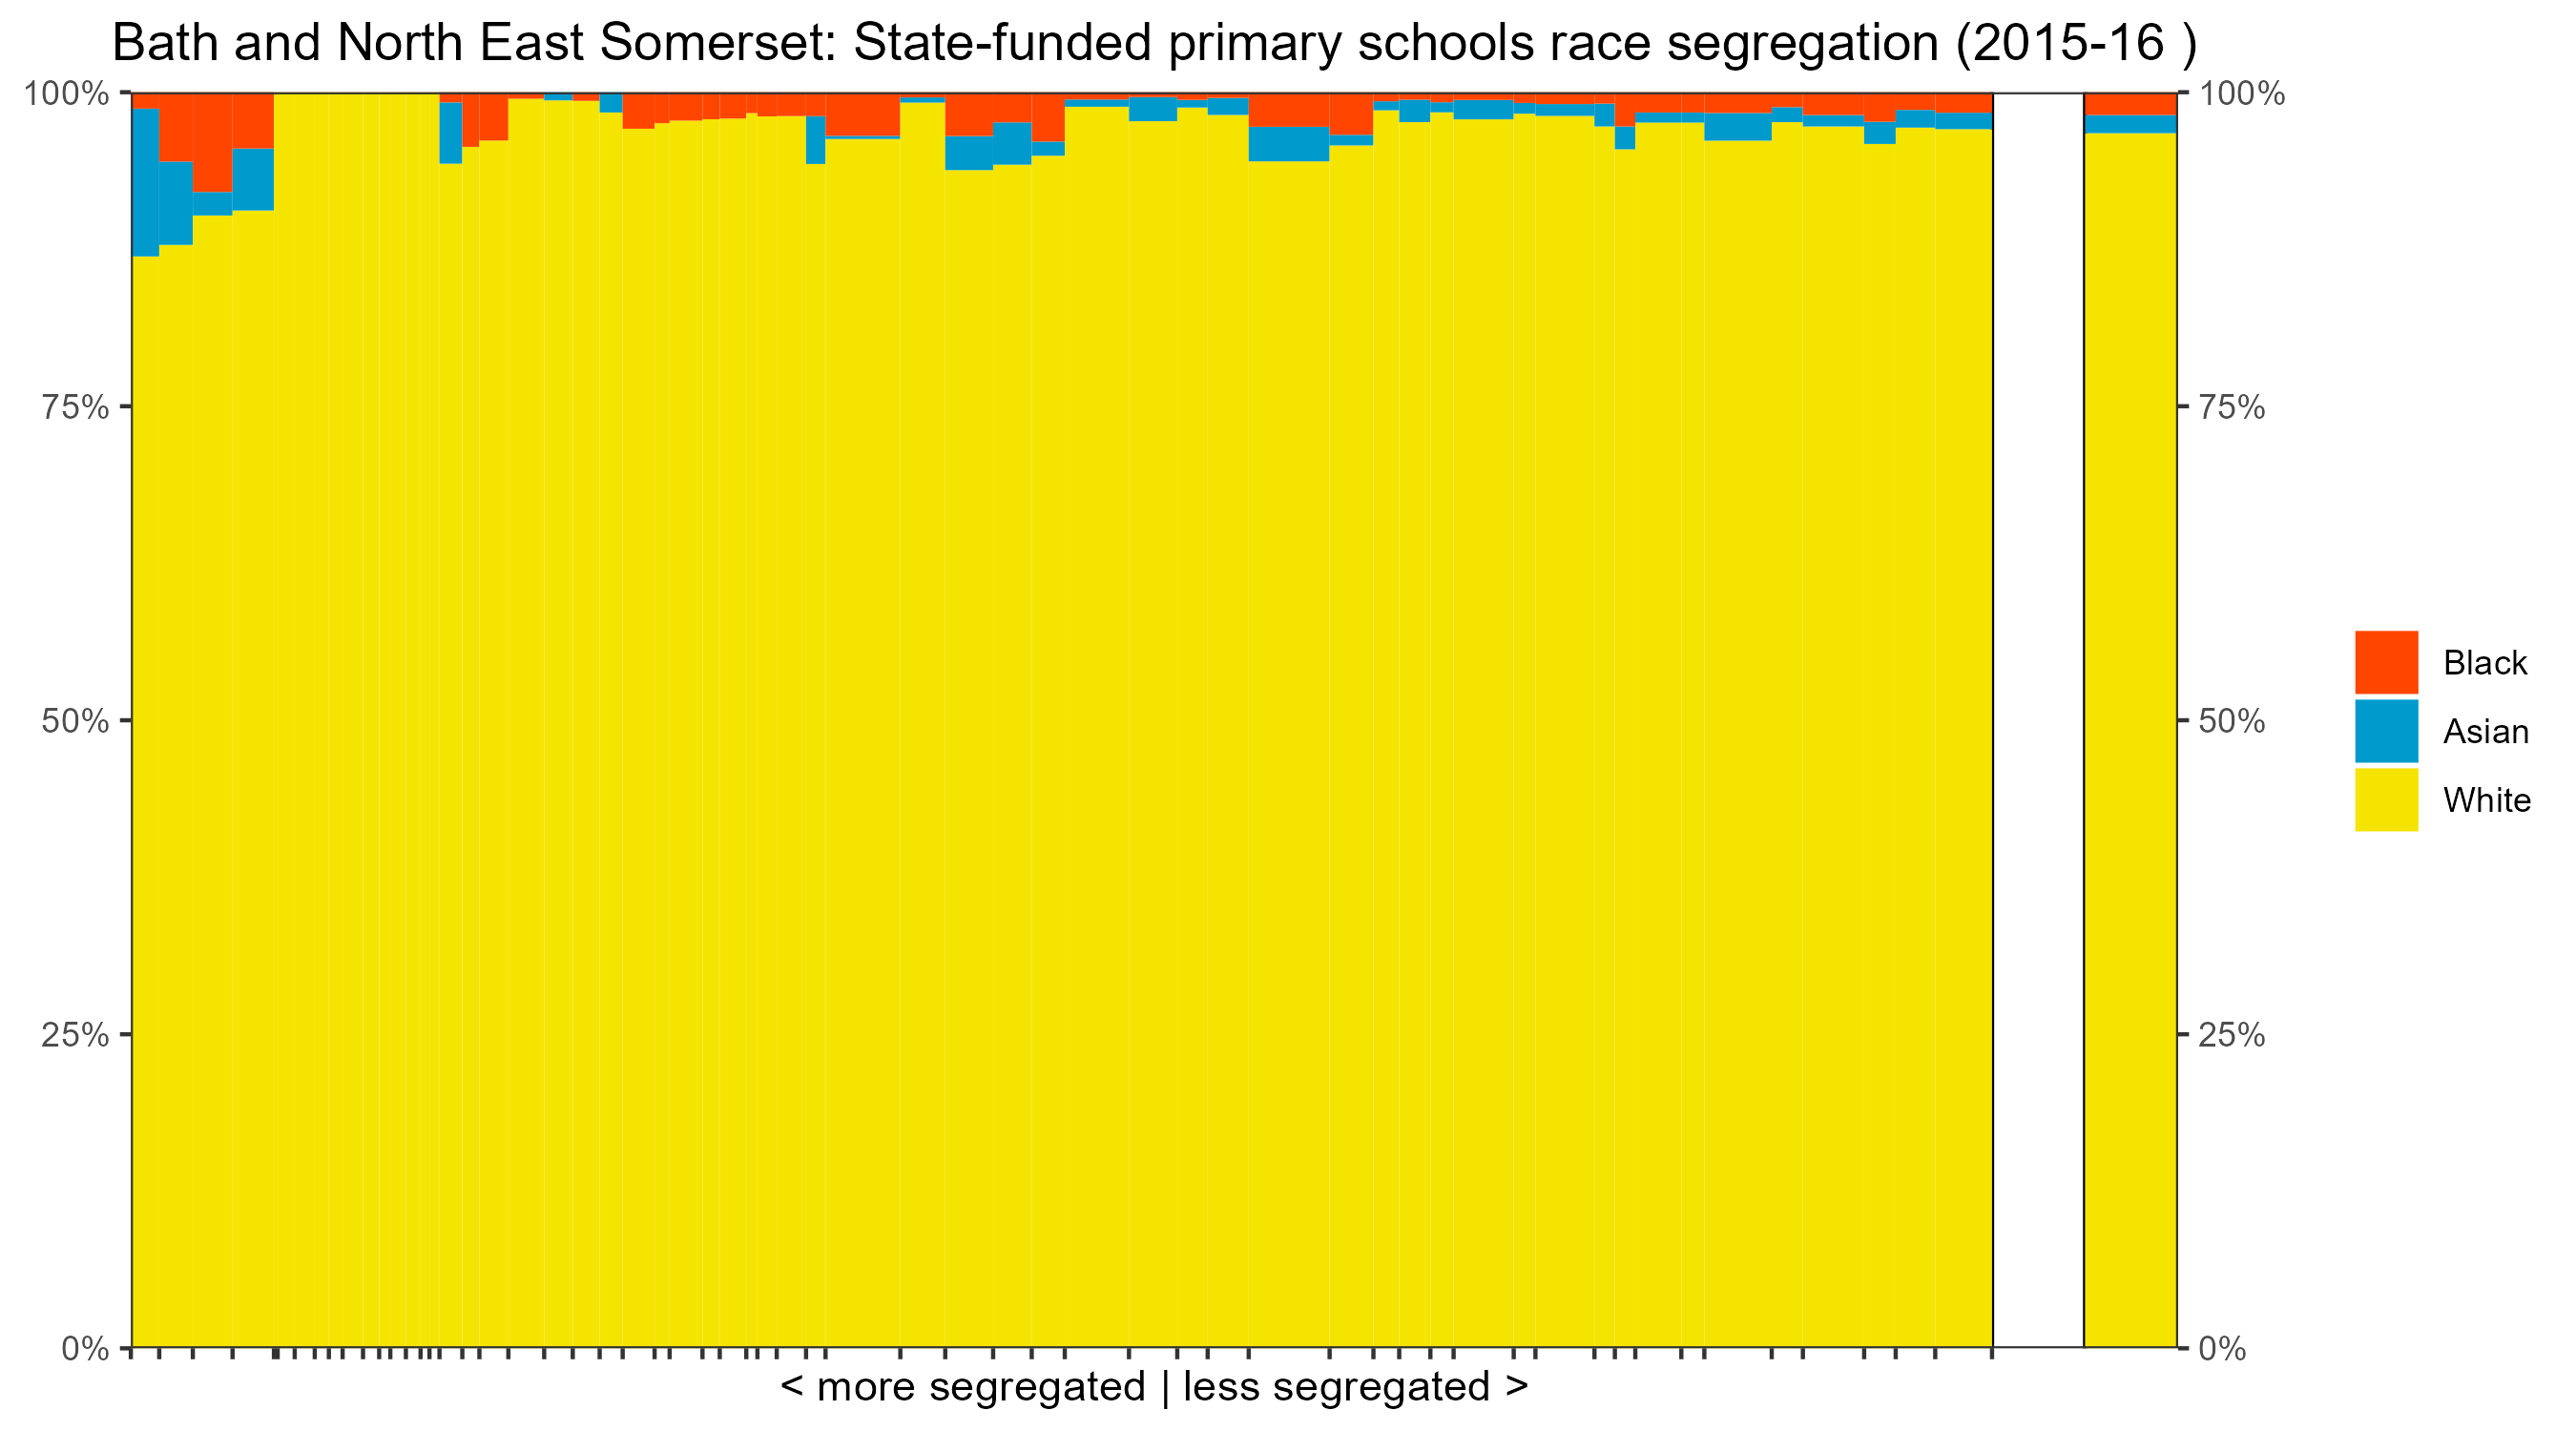 Bath and North East Somerset: State-funded primary schools race segregation (2015-16 )
100%
75%
50%
25%
0%
100%
75%
50%
25%
0%
Black
Asian
White
< more segregated | less segregated >